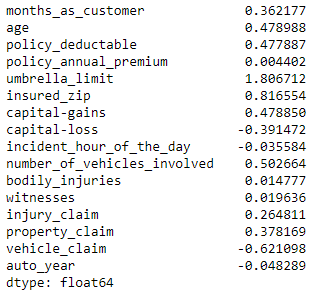 months_as_customer 0.362177
age 0.478988
policy_deductable 0.477887
policy_annual_premium 0.004402
umbrella_limit 1.806712
insured_zip 0.816554
capital-gains 0.478850
capital-loss -0.391472
incident_hour_of_the_day -0.035584
number_of_vehicles_involved 0.502664
bodily_injuries 0.014777
witnesses 0.019636
injury_claim 0.264811
property_claim 0.378169
vehicle_claim -0.621098
auto_year -0.048289
dtype: float64